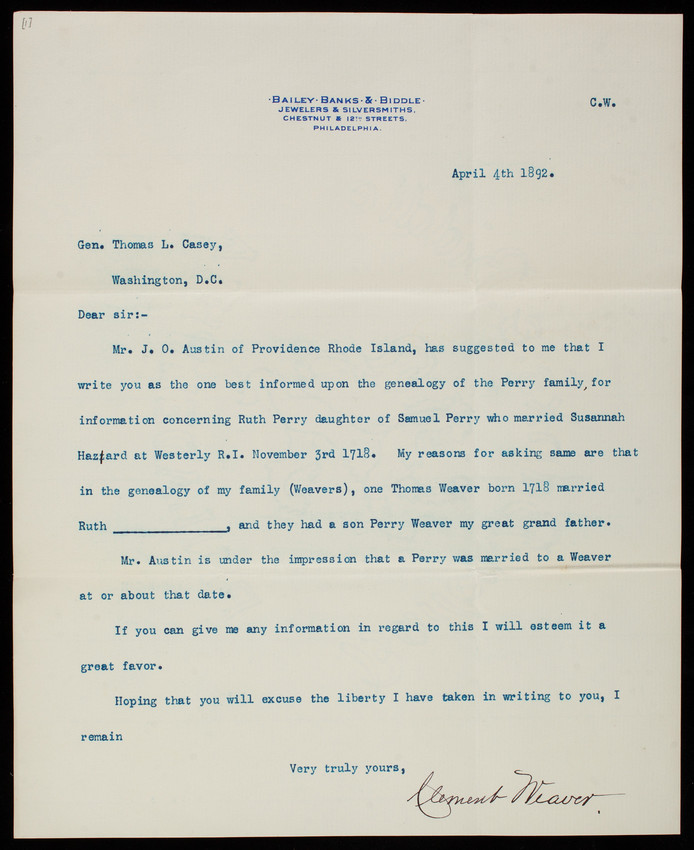 [1]
·BAILEY·BANKS·&·BIDDLE·
JEWELERS & SILVERSMITHS.
CHESTNUT & 12TH STREETS.
PHILADELPHIA.
C.W.
April 4th 1892.
Gen. Thomas L. Casey,
Washington, D.C.
Dear sir:-
Mr. J. O. Austin of Providence Rhode Island, has suggested to me that I
write you as the one best informed upon the genealogy of the Perry family, for
information concerning Ruth Perry daughter of Samuel Perry who married Susannah
Hazzard at Westerly R.I. November 3rd 1718. My reasons for asking same are that
in the genealogy of my family (Weavers), one Thomas Weaver born 1718 married
Ruth ________________, and they had a son Perry Weaver my great grand father.
Mr. Austin is under the impression that a Perry was married to a Weaver
at or about that date.
If you can give me any information in regard to this I will esteem it a
great favor.
Hoping that you will excuse the liberty I have taken in writing to you, I
remain
Very truly yours,
Clement Weaver.